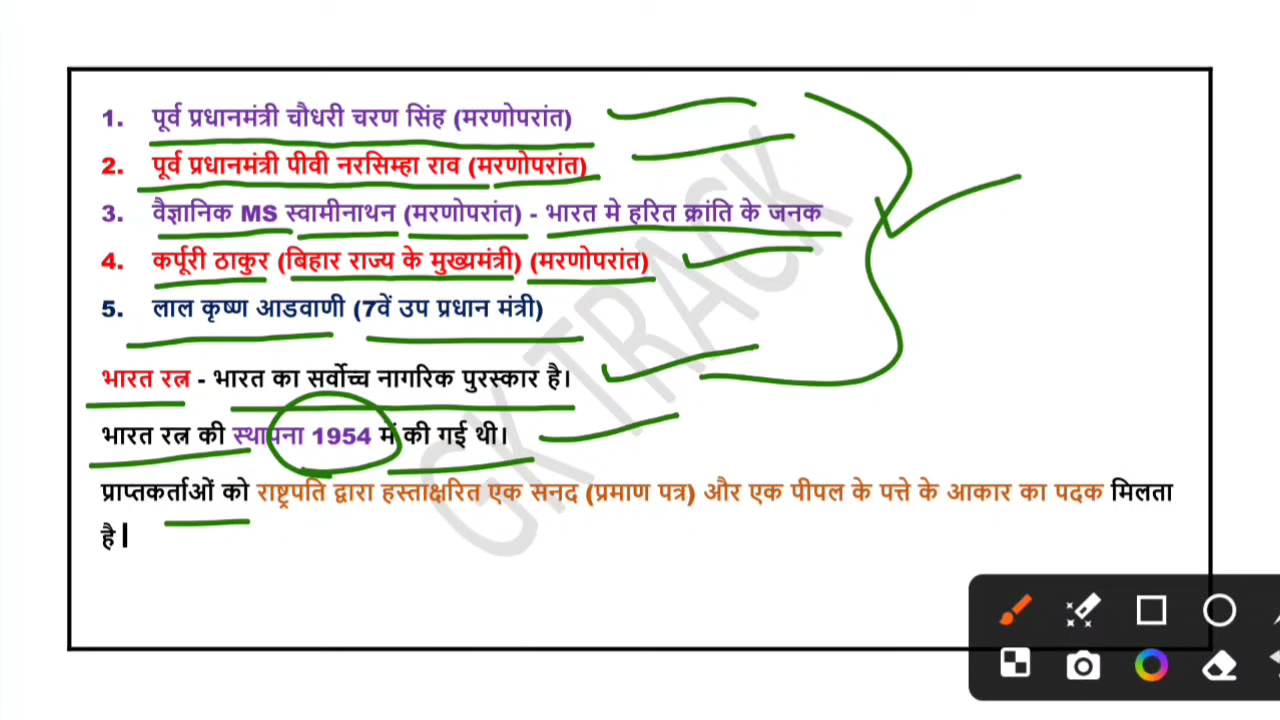 1. पूर्व प्रधानमंत्री चौधरी चरण सिंह (मरणोपरांत)
2. पूर्व प्रधानमंत्री पीवी नरसिम्हा राव (मरणोपरांत)
3. वैज्ञानिक MS स्वामीनाथन (मरणोपरांत) - भारत मे हरित क्रांति के जनक
4. कर्पूरी ठाकुर (बिहार राज्य के मुख्यमंत्री) (मरणोपरांत)
5. लाल कृष्ण आडवाणी (7वें उप प्रधान मंत्री)
भारत रत्न - भारत का सर्वोच्च नागरिक पुरस्कार है।
भारत रत्न की स्थापना 1954 में की गई थी।
प्राप्तकर्ताओं को राष्ट्रपति द्वारा हस्ताक्षरित एक सनद (प्रमाण पत्र) और एक पीपल के पत्ते के आकार का पदक मिलता
है|
GK TRACK